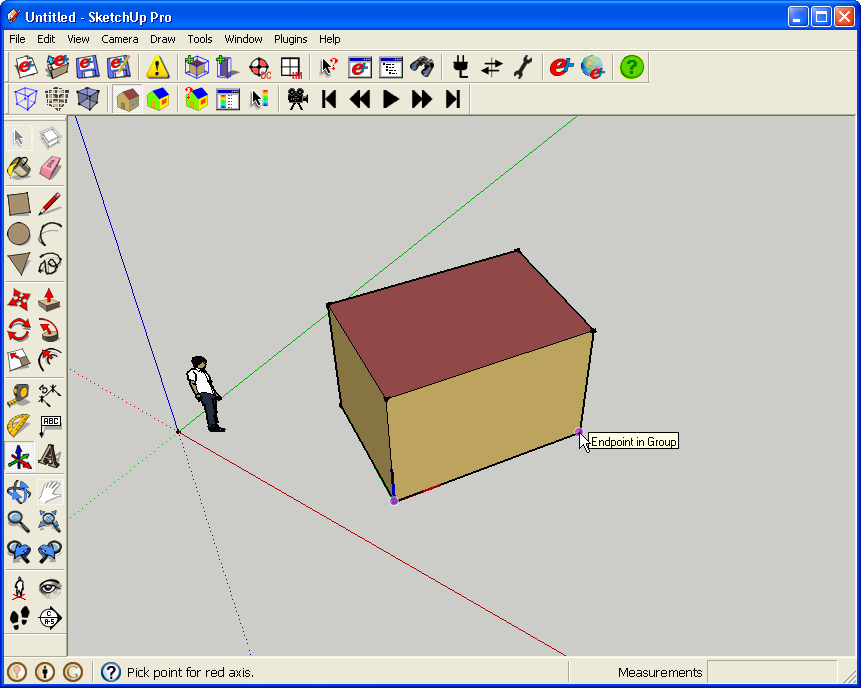 Untitled - SketchUp Pro
File Edit View Camera Draw Tools Window Plugins Help
ABC
Endpoint in Group
Pick point for red axis.
Measurements